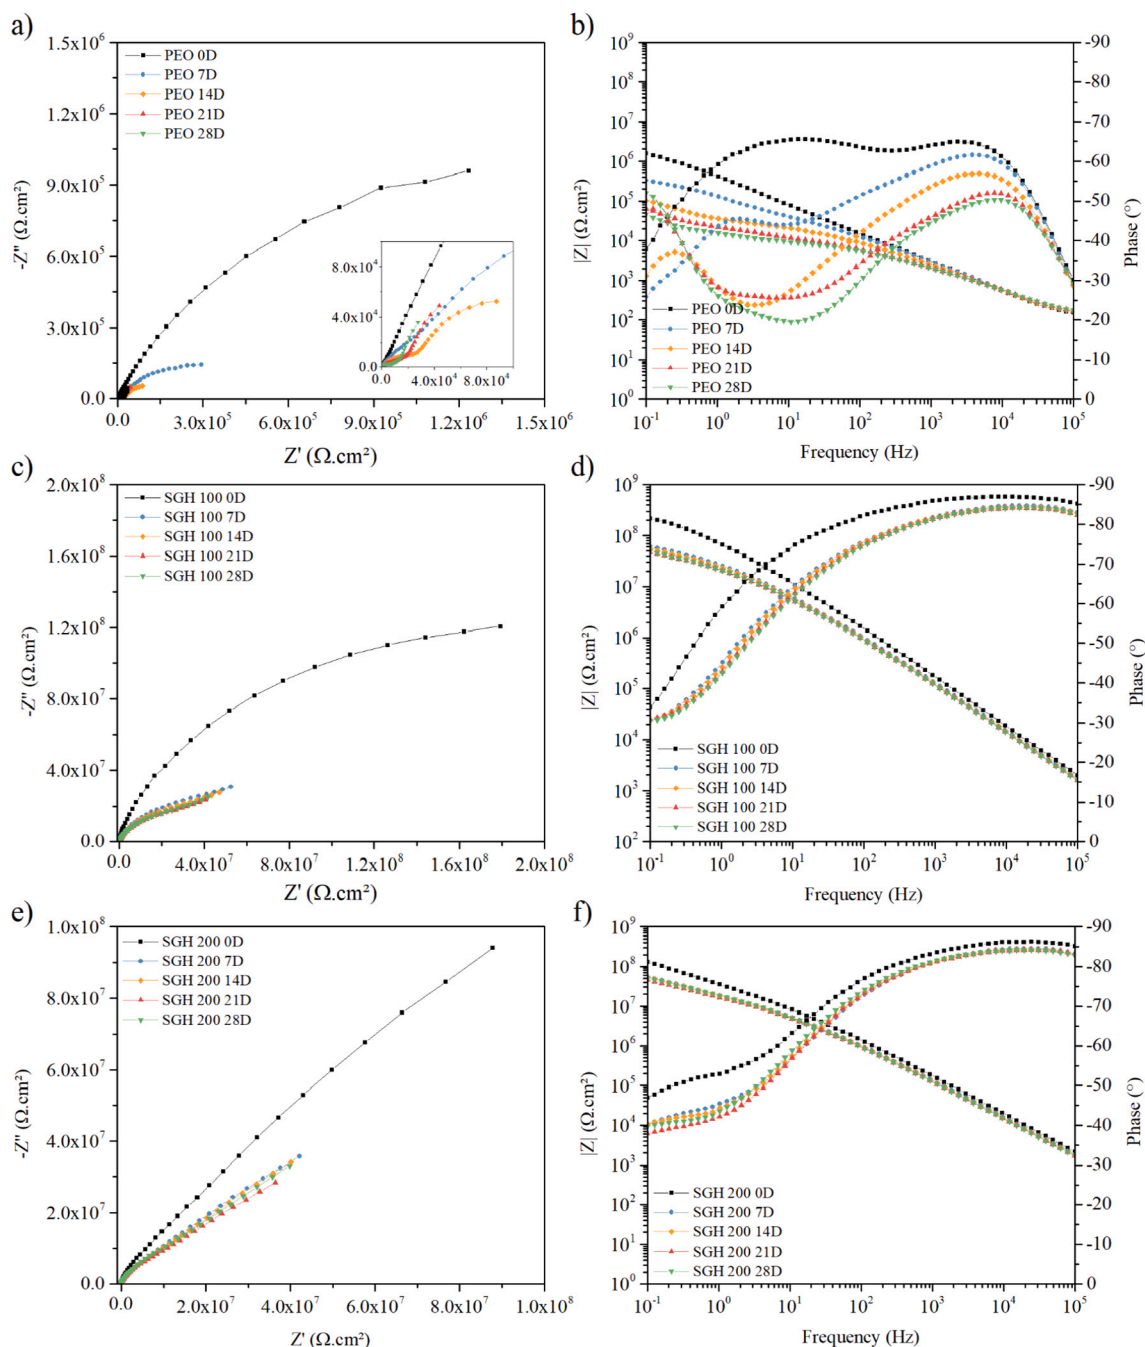 a)
1.5x10⁶
1.2x10⁶
9.0x10⁵
6.0x10⁵
3.0x10⁵
0.0
-Z'' (Ω.cm²)
PEO 0D
PEO 7D
PEO 14D
PEO 21D
PEO 28D
8.0x10⁴
4.0x10⁴
0.0
0.0 4.0x10⁴ 8.0x10⁴
0.0 3.0x10⁵ 6.0x10⁵ 9.0x10⁵ 1.2x10⁶ 1.5x10⁶
Z' (Ω.cm²)
b)
10⁹
10⁸
10⁷
10⁶
10⁵
10⁴
10³
10²
10¹
10⁰
|Z| (Ω.cm²)
PEO 0D
PEO 7D
PEO 14D
PEO 21D
PEO 28D
-90
-80
-70
-60
-50
-40
-30
-20
-10
0
Phase (°)
10⁻¹ 10⁰ 10¹ 10² 10³ 10⁴ 10⁵
Frequency (Hz)
c)
2.0x10⁸
1.6x10⁸
1.2x10⁸
8.0x10⁷
4.0x10⁷
0.0
-Z'' (Ω.cm²)
SGH 100 0D
SGH 100 7D
SGH 100 14D
SGH 100 21D
SGH 100 28D
0.0 4.0x10⁷ 8.0x10⁷ 1.2x10⁸ 1.6x10⁸ 2.0x10⁸
Z' (Ω.cm²)
d)
10⁹
10⁸
10⁷
10⁶
10⁵
10⁴
10³
10²
|Z| (Ω.cm²)
SGH 100 0D
SGH 100 7D
SGH 100 14D
SGH 100 21D
SGH 100 28D
-90
-80
-70
-60
-50
-40
-30
-20
-10
0
Phase (°)
10⁻¹ 10⁰ 10¹ 10² 10³ 10⁴ 10⁵
Frequency (Hz)
e)
1.0x10⁸
8.0x10⁷
6.0x10⁷
4.0x10⁷
2.0x10⁷
0.0
-Z'' (Ω.cm²)
SGH 200 0D
SGH 200 7D
SGH 200 14D
SGH 200 21D
SGH 200 28D
0.0 2.0x10⁷ 4.0x10⁷ 6.0x10⁷ 8.0x10⁷ 1.0x10⁸
Z' (Ω.cm²)
f)
10⁹
10⁸
10⁷
10⁶
10⁵
10⁴
10³
10²
10¹
10⁰
|Z| (Ω.cm²)
SGH 200 0D
SGH 200 7D
SGH 200 14D
SGH 200 21D
SGH 200 28D
-90
-80
-70
-60
-50
-40
-30
-20
-10
0
Phase (°)
10⁻¹ 10⁰ 10¹ 10² 10³ 10⁴ 10⁵
Frequency (Hz)